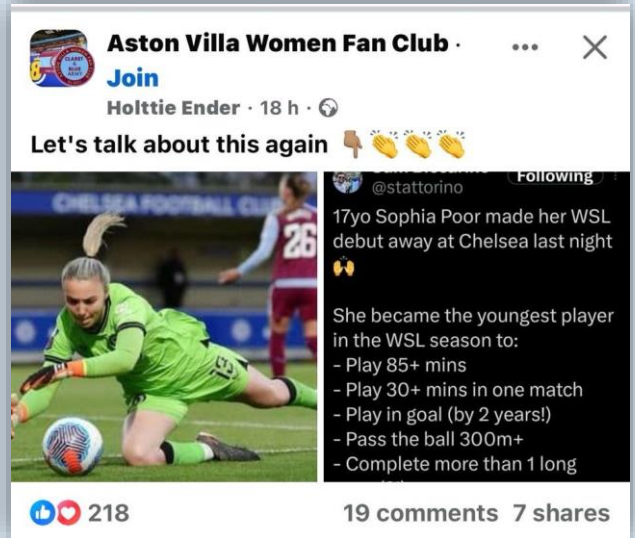 Aston Villa Women Fan Club ·
Join
Holttie Ender · 18 h ·
Let's talk about this again 👇🏽👏👏👏
CHELSEA FOOTBALL CLUB
26
13
@stattorino
Following
17yo Sophia Poor made her WSL
debut away at Chelsea last night
🙌
She became the youngest player
in the WSL season to:
- Play 85+ mins
- Play 30+ mins in one match
- Play in goal (by 2 years!)
- Pass the ball 300m+
- Complete more than 1 long
218
19 comments 7 shares